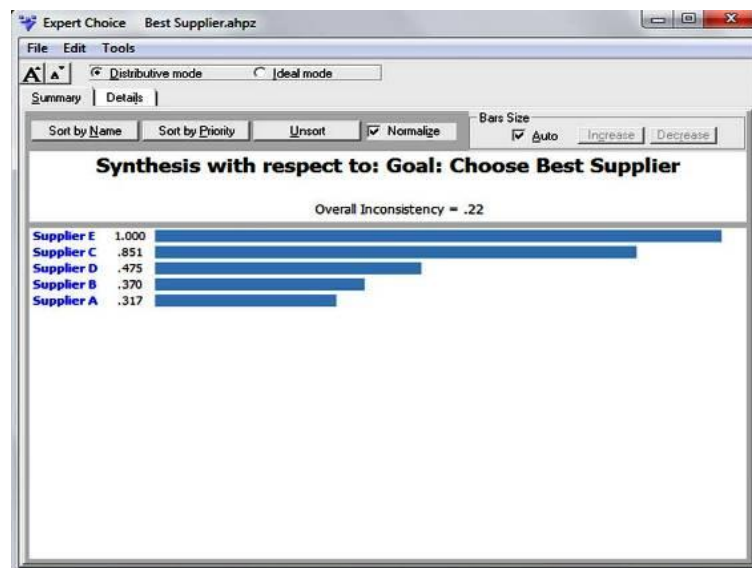 Expert Choice Best Supplier.ahpz
File Edit Tools
A A Distributive mode Ideal mode
Summary Details
Sort by Name Sort by Priority Unsort Normalize
Bars Size
Auto Increase Decrease
Synthesis with respect to: Goal: Choose Best Supplier
Overall Inconsistency = .22
Supplier E 1.000
Supplier C .851
Supplier D .475
Supplier B .370
Supplier A .317